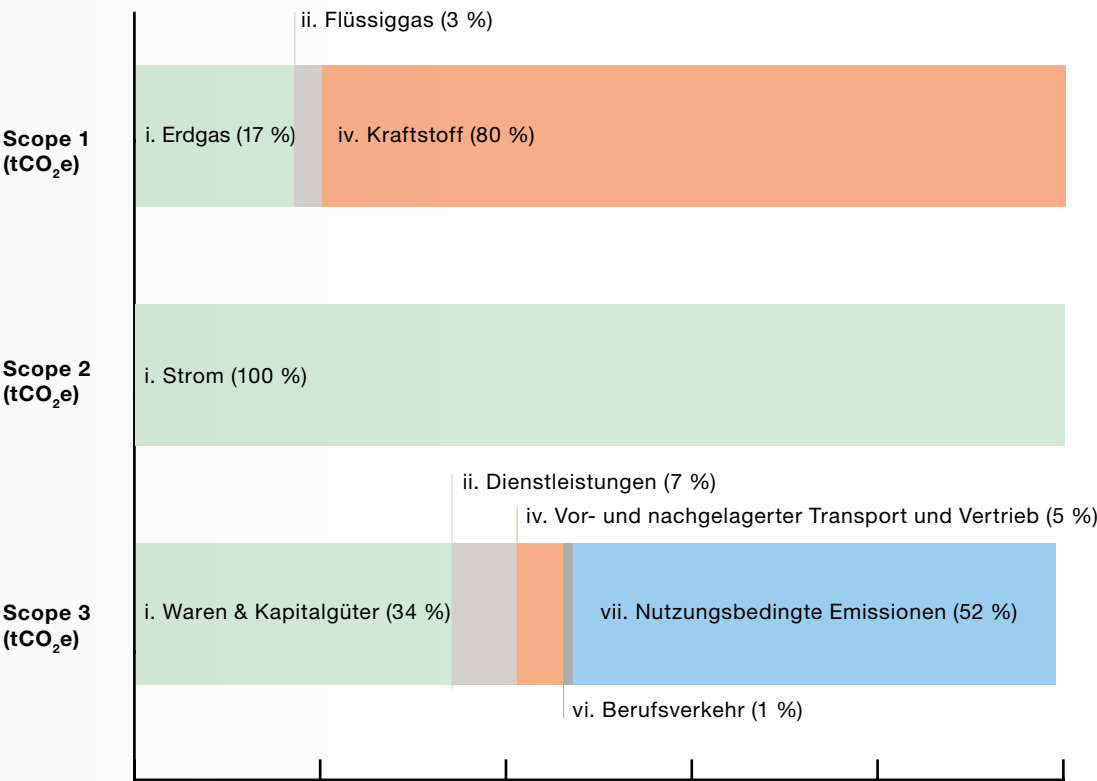 ii. Flüssiggas (3 %)
Scope 1
(tCO₂e)
i. Erdgas (17 %)
iv. Kraftstoff (80 %)
Scope 2
(tCO₂e)
i. Strom (100 %)
ii. Dienstleistungen (7 %)
iv. Vor- und nachgelagerter Transport und Vertrieb (5 %)
Scope 3
(tCO₂e)
i. Waren & Kapitalgüter (34 %)
vii. Nutzungsbedingte Emissionen (52 %)
vi. Berufsverkehr (1 %)